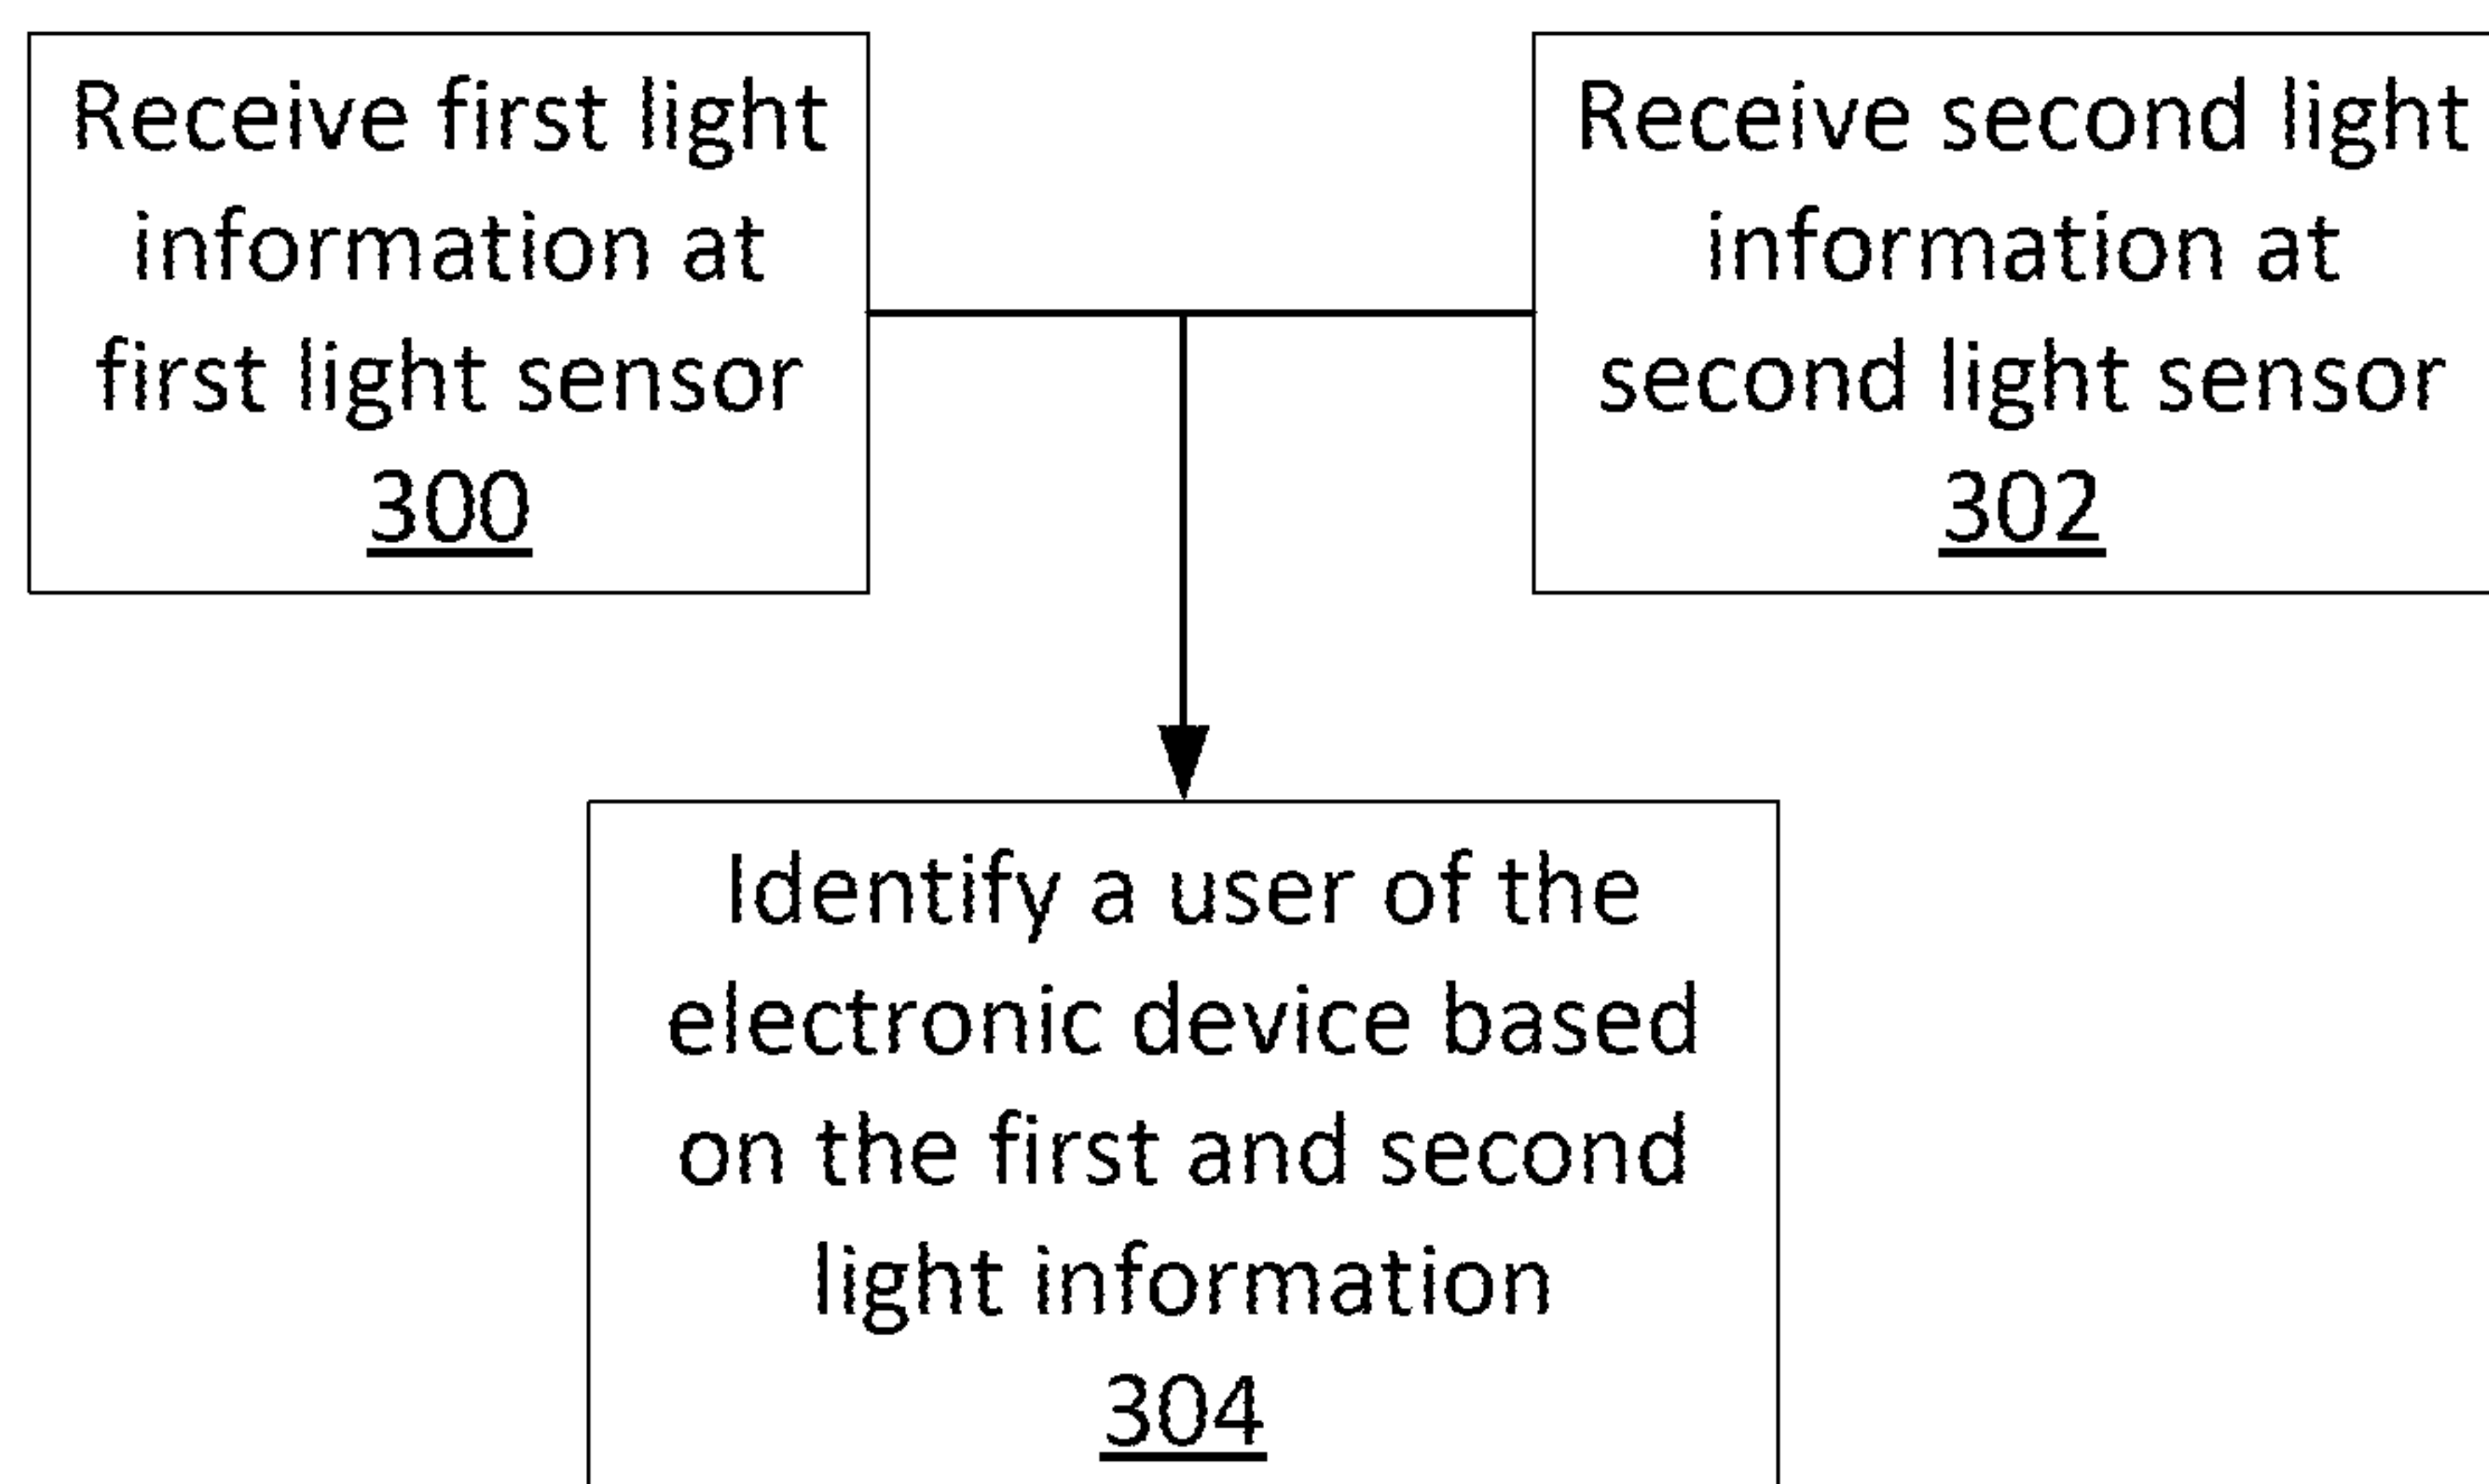 Receive first light
information at
first light sensor
300
Receive second light
information at
second light sensor
302
Identify a user of the
electronic device based
on the first and second
light information
304